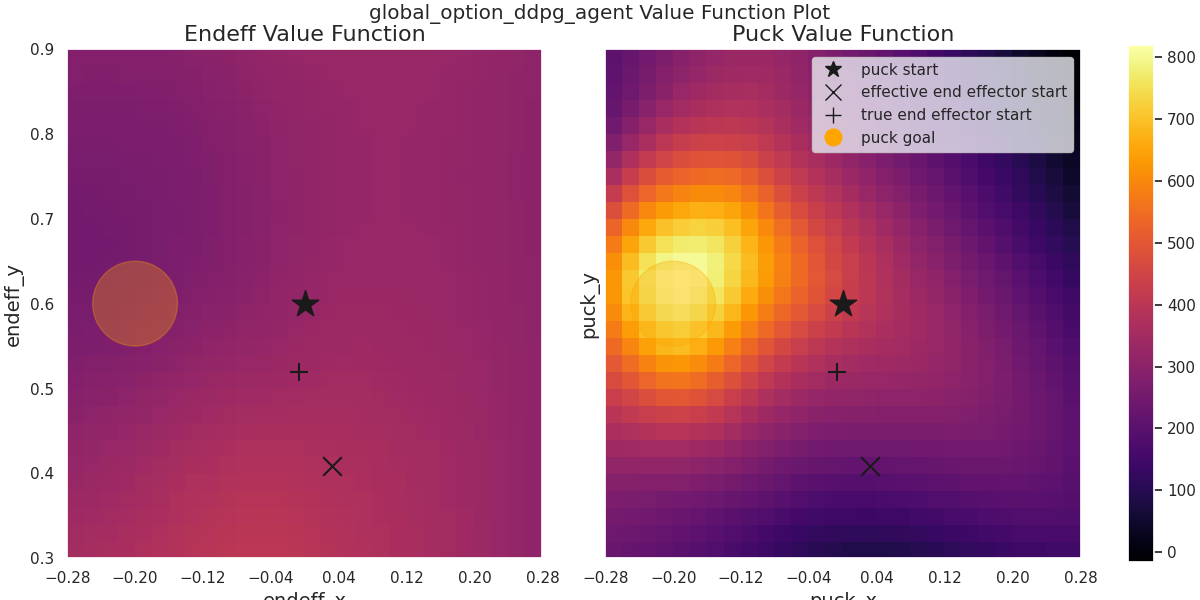 global_option_ddpg_agent Value Function Plot
Endeff Value Function
Puck Value Function
puck start
effective end effector start
true end effector start
puck goal
endeff_y
0.9
0.8
0.7
0.6
0.5
0.4
0.3
−0.28 −0.20 −0.12 −0.04 0.04 0.12 0.20 0.28
endeff_x
puck_y
−0.28 −0.20 −0.12 −0.04 0.04 0.12 0.20 0.28
puck_x
800
700
600
500
400
300
200
100
0